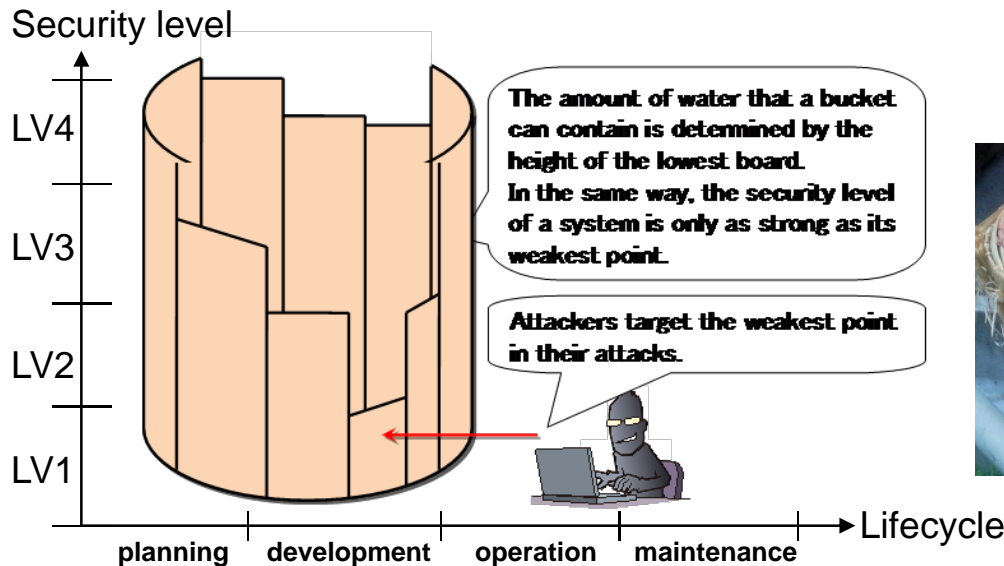 Security level
LV4
The amount of water that a bucket
can contain is determined by the
height of the lowest board.
In the same way, the security level
of a system is only as strong as its
weakest point.
LV3
Attackers target the weakest point
in their attacks.
LV2
LV1
Lifecycle
planning development operation maintenance